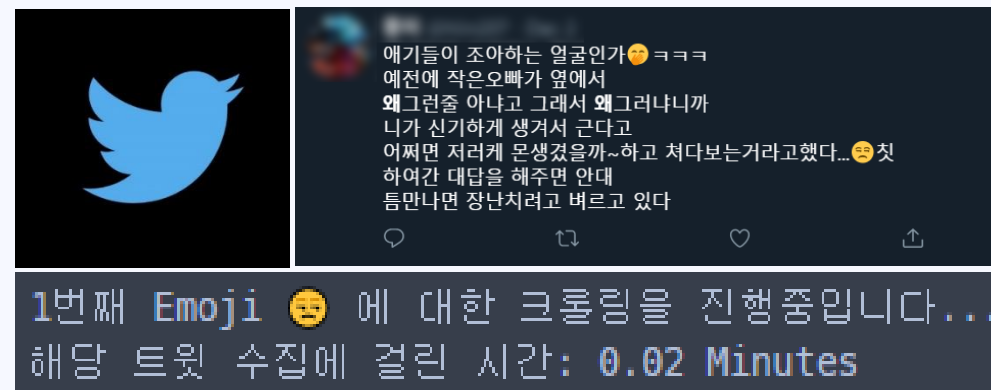 애기들이 조아하는 얼굴인가🤭ㅋㅋㅋ
예전에 작은오빠가 옆에서
왜그런줄 아냐고 그래서 왜그러냐니까
니가 신기하게 생겨서 근다고
어쩌면 저러케 몬생겼을까~하고 쳐다보는거라고했다...😒칫
하여간 대답을 해주면 안대
틈만나면 장난치려고 벼르고 있다
1번째 Emoji 😒 에 대한 크롤링을 진행중입니다...
해당 트윗 수집에 걸린 시간: 0.02 Minutes